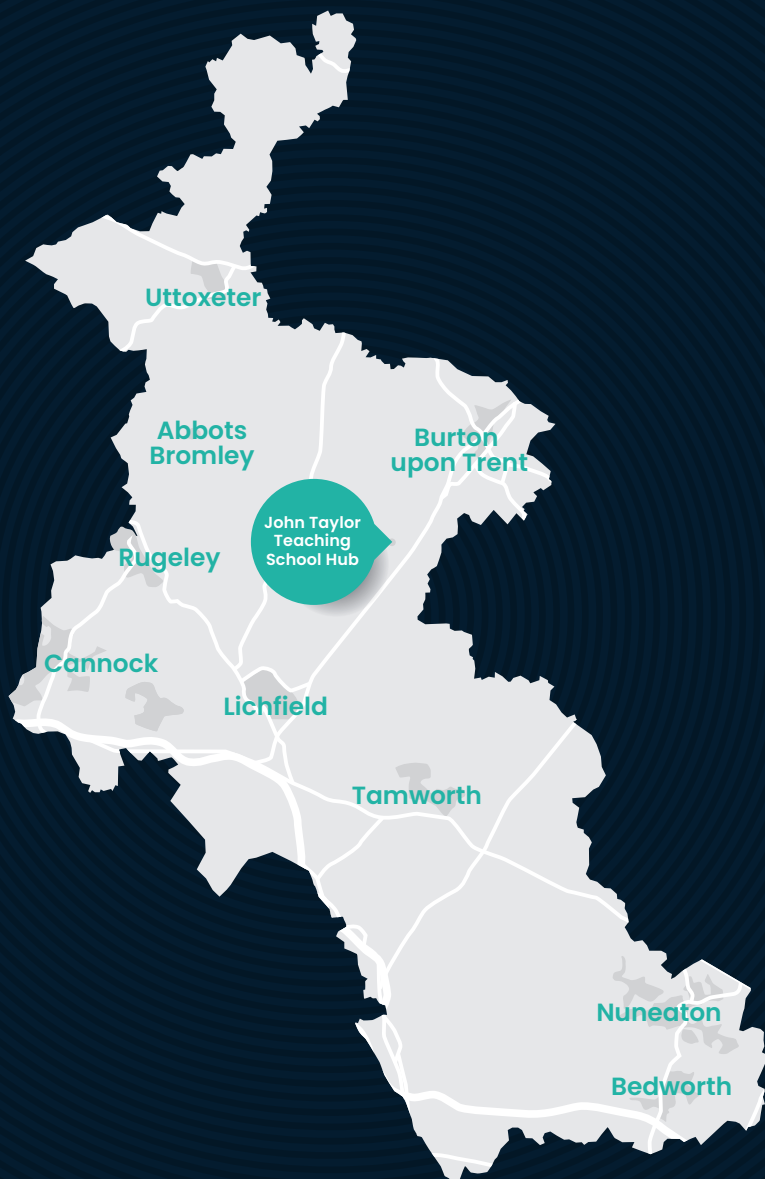 Uttoxeter
Abbots
Bromley
Burton
upon Trent
John Taylor
Teaching
School Hub
Rugeley
Cannock
Lichfield
Tamworth
Nuneaton
Bedworth